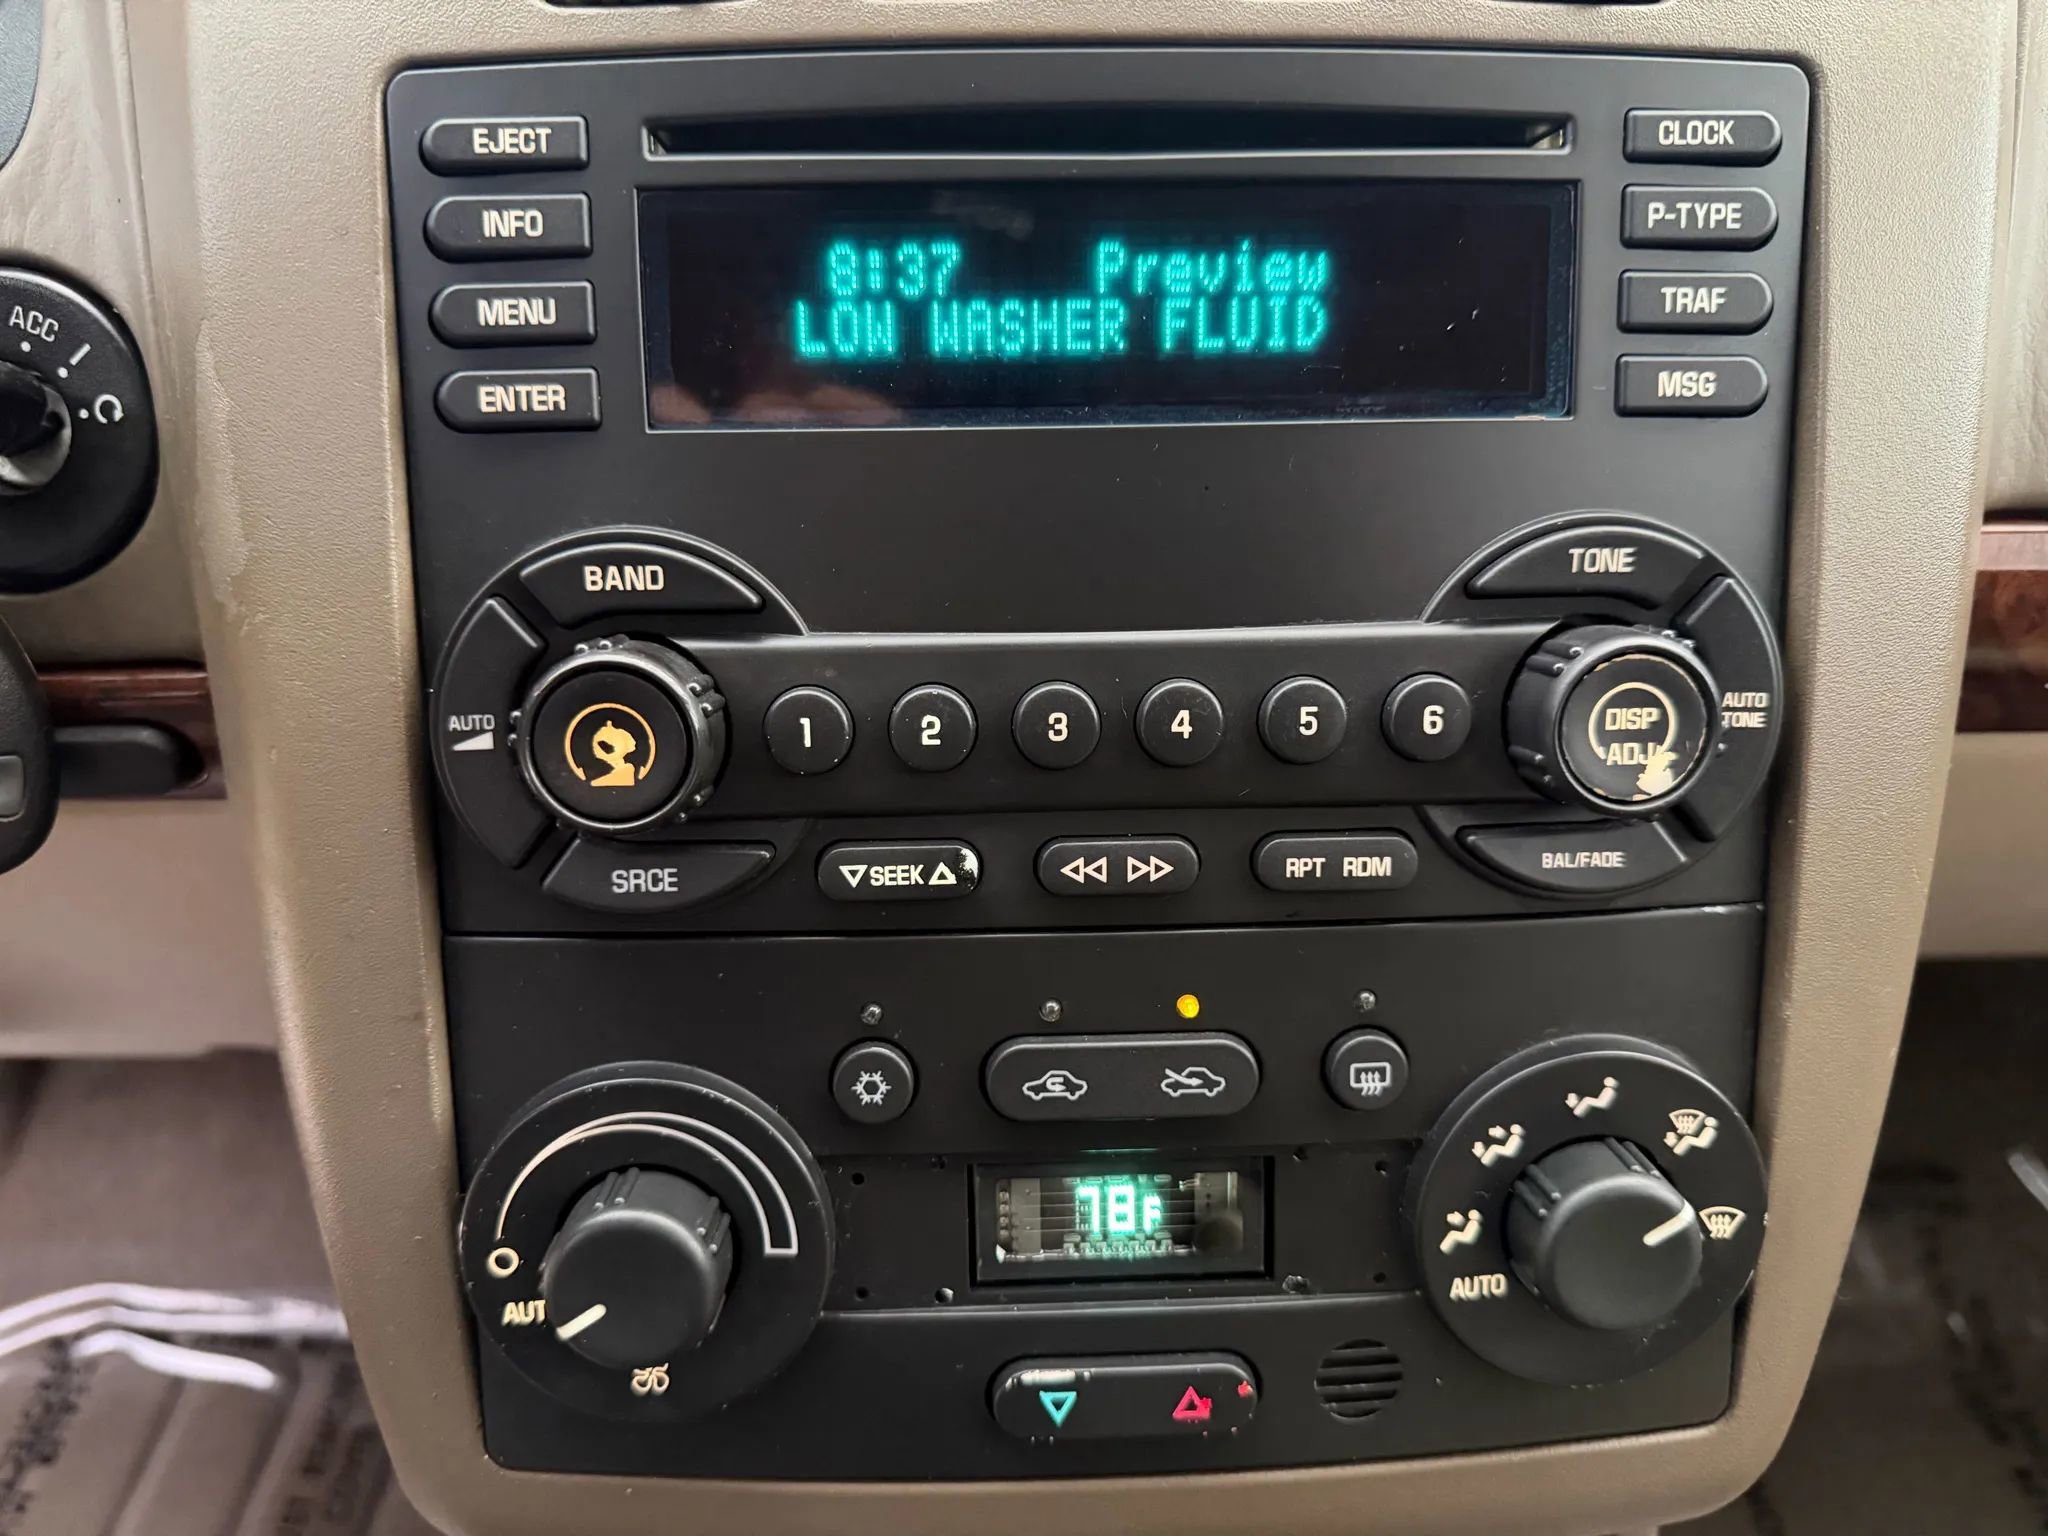 EJECT
INFO
MENU
ENTER
8:37 Preview
LOW WASHER FLUID
CLOCK
P-TYPE
TRAF
MSG
ACC
BAND
AUTO
SRCE
1 2 3 4 5 6
TONE
DISP
ADJ
AUTO
TONE
BAL/FADE
SEEK
RPT RDM
AUT
78F
AUTO